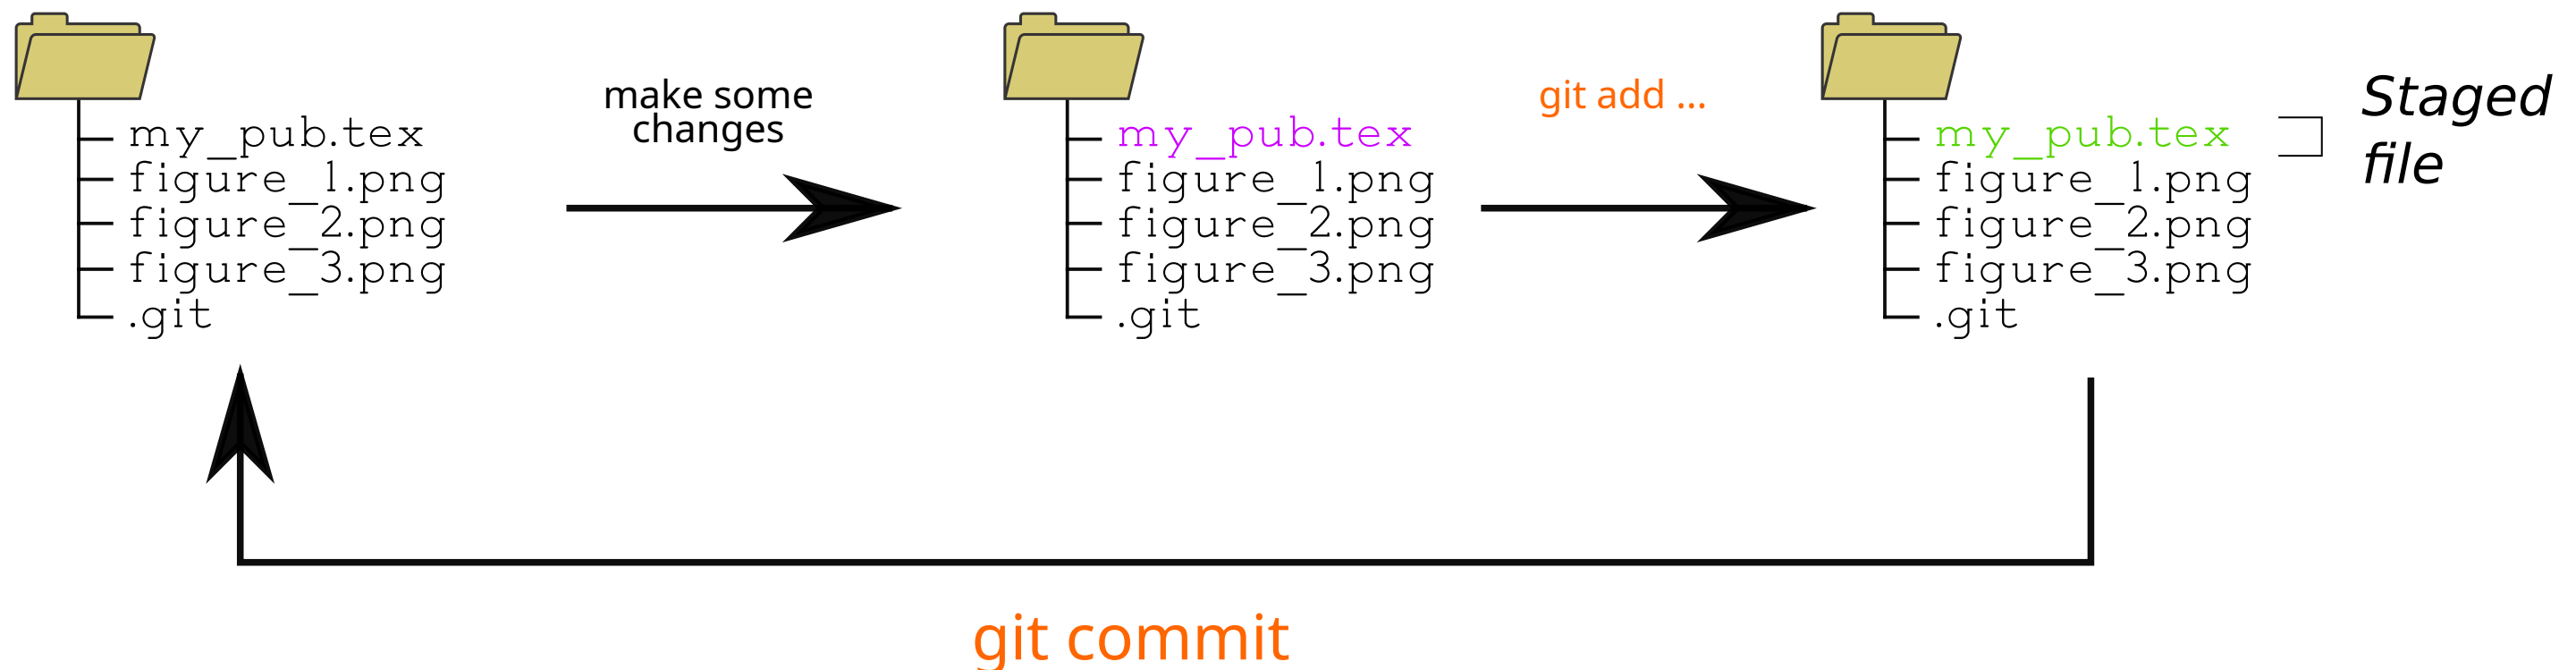 my_pub.tex
figure_1.png
figure_2.png
figure_3.png
.git
make some
changes
my_pub.tex
figure_1.png
figure_2.png
figure_3.png
.git
git add ...
my_pub.tex
figure_1.png
figure_2.png
figure_3.png
.git
Staged
file
git commit